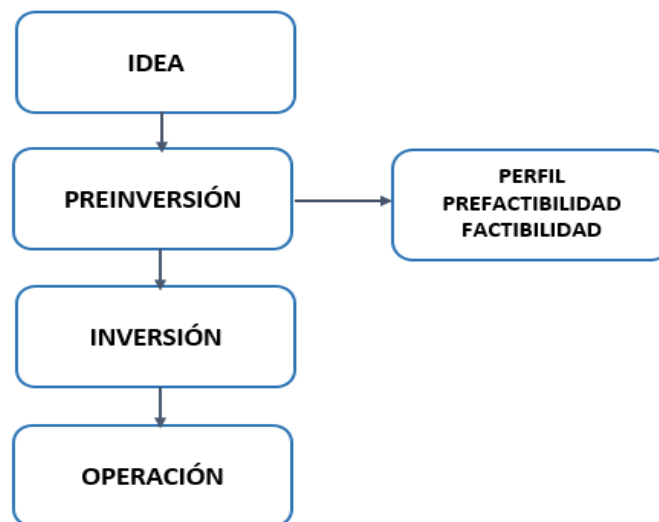 IDEA
PREINVERSIÓN
PERFIL
PREFACTIBILIDAD
FACTIBILIDAD
INVERSIÓN
OPERACIÓN